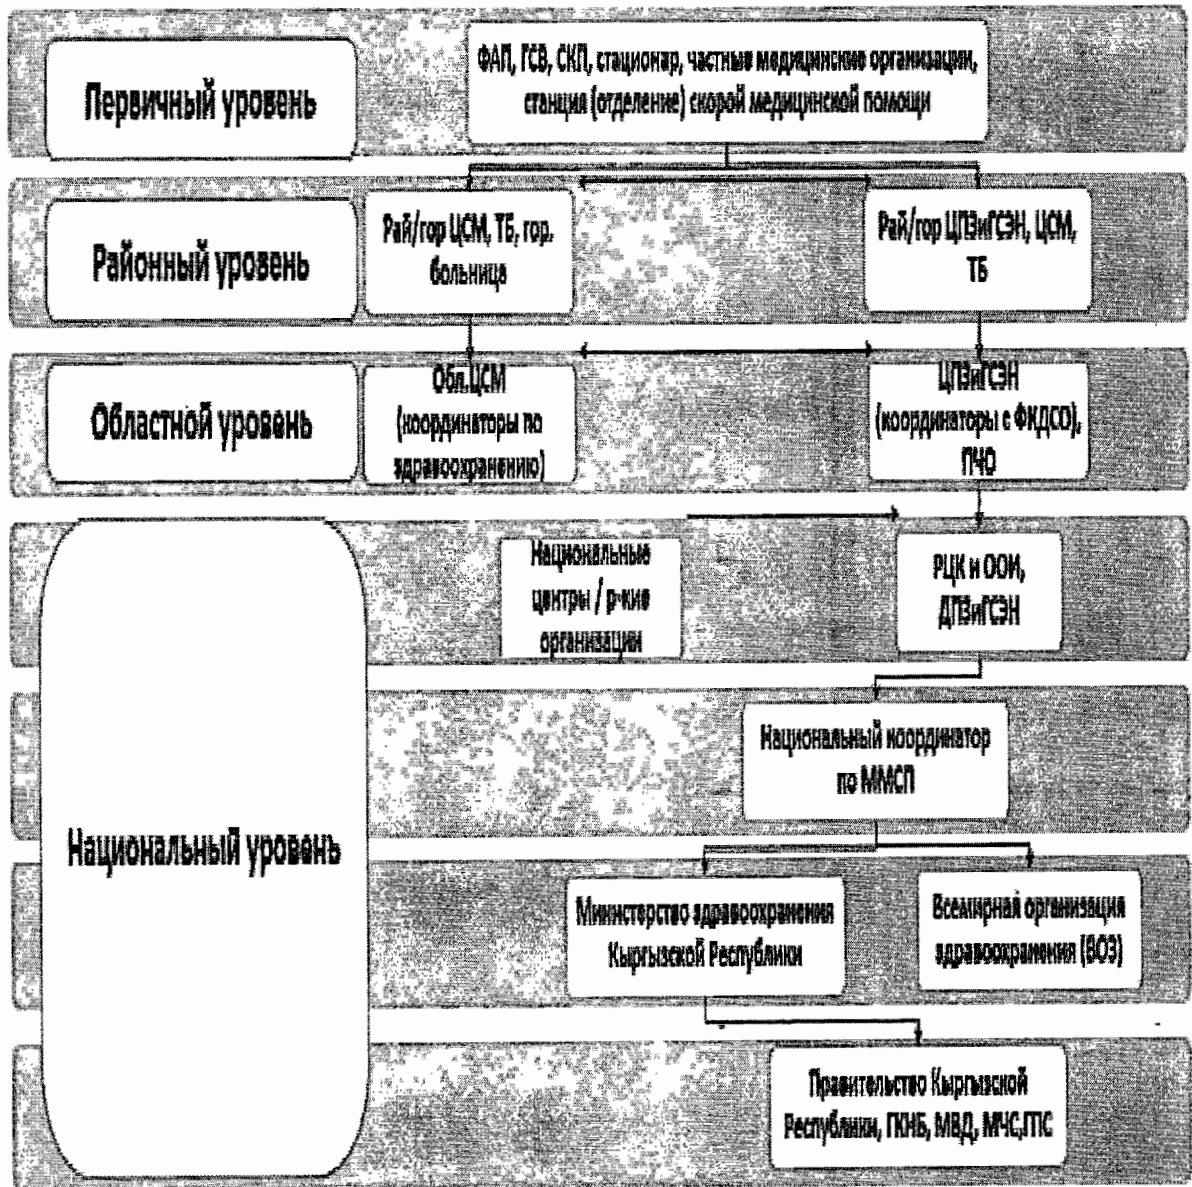 Первичный уровень
ФАП, ГСВ, СКП, стационар, частные медицинские организации,
станция (отделение) скорой медицинской помощи
Районный уровень
Рай/гор ЦСМ, ТБ, гор.
больница
Рай/гор ЦПЗиГСЭН, ЦСМ,
ТБ
Областной уровень
Обл.ЦСМ
(координаторы по
здравоохранению)
ЦПЗиГСЭН
(координаторы с ФКДСО),
ПЧО
Национальный уровень
Национальные
центры / р-кие
организации
РЦК и ООИ,
ДПЗиГСЭН
Национальный координатор
по ММСП
Министерство здравоохранения
Кыргызской Республики
Всемирная организация
здравоохранения (ВОЗ)
Правительство Кыргызской
Республики, ГКНБ, МВД, МЧС,ГПС